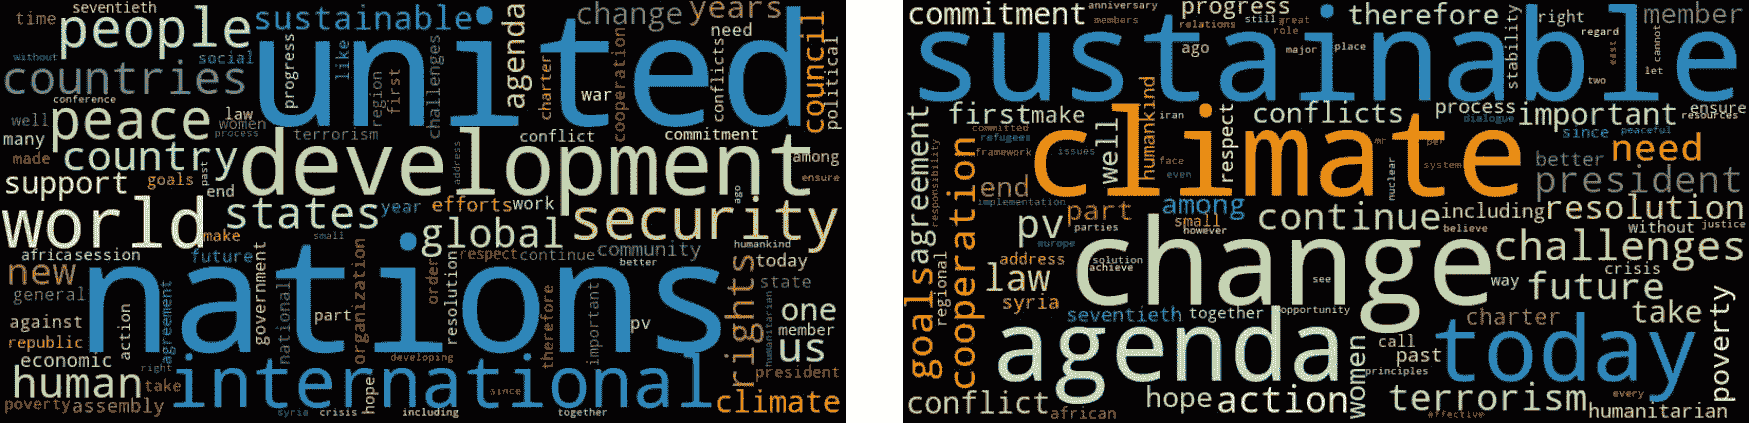 seventieth
time
people
sustainable
change
years
need
council
political
without
social
countries
united
progress
like
region
first
challenges
agenda
charter
war
cooperation
conflicts
conference
well
peace
law
women
process
terrorism
conflict
commitment
many
made
country
goals
past
development
address
among
ensure
support
end
ago
world
states
year
efforts
work
security
make
small
global
community
humankind
africa
session
future
respect
continue
better
today
new
general
nations
government
order
resolution
rights
state
against
republic
action
agreement
national
part
organization
therefore
important
pv
humanitarian
one
member
us
economic
right
developing
president
human
take
international
hope
since
climate
poverty
assembly
syria
crisis
including
together
commitment
anniversary
members
progress
relations
still
great
role
therefore
right
member
sustainable
ago
major
place
stability
regard
east
cannot
two
let
first
make
conflicts
process
important
ensure
resources
committed
refugees
framework
issues
climate
well
humankind
iran
respect
dialogue
since
peaceful
mr
per
system
better
need
face
even
nuclear
agreement
responsibility
cooperation
end
implementation
president
among
part
small
however
parties
pv
europe
continue
including
believe
resolution
without
justice
goals
regional
address
law
syria
solution
achieve
change
see
way
challenges
crisis
future
seventieth
together
opportunity
charter
take
agenda
women
call
past
principles
today
poverty
conflict
african
hope
action
terrorism
effective
every
humanitarian